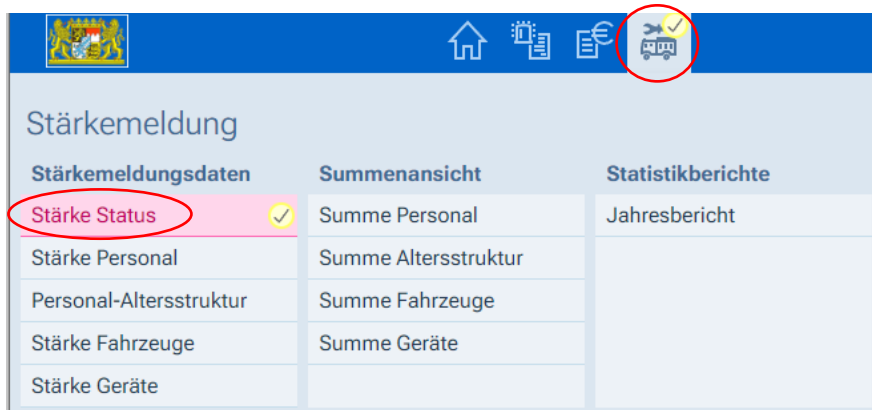 Stärkemeldung
Stärkemeldungsdaten
Stärke Status
Stärke Personal
Personal-Altersstruktur
Stärke Fahrzeuge
Stärke Geräte
Summenansicht
Summe Personal
Summe Altersstruktur
Summe Fahrzeuge
Summe Geräte
Statistikberichte
Jahresbericht